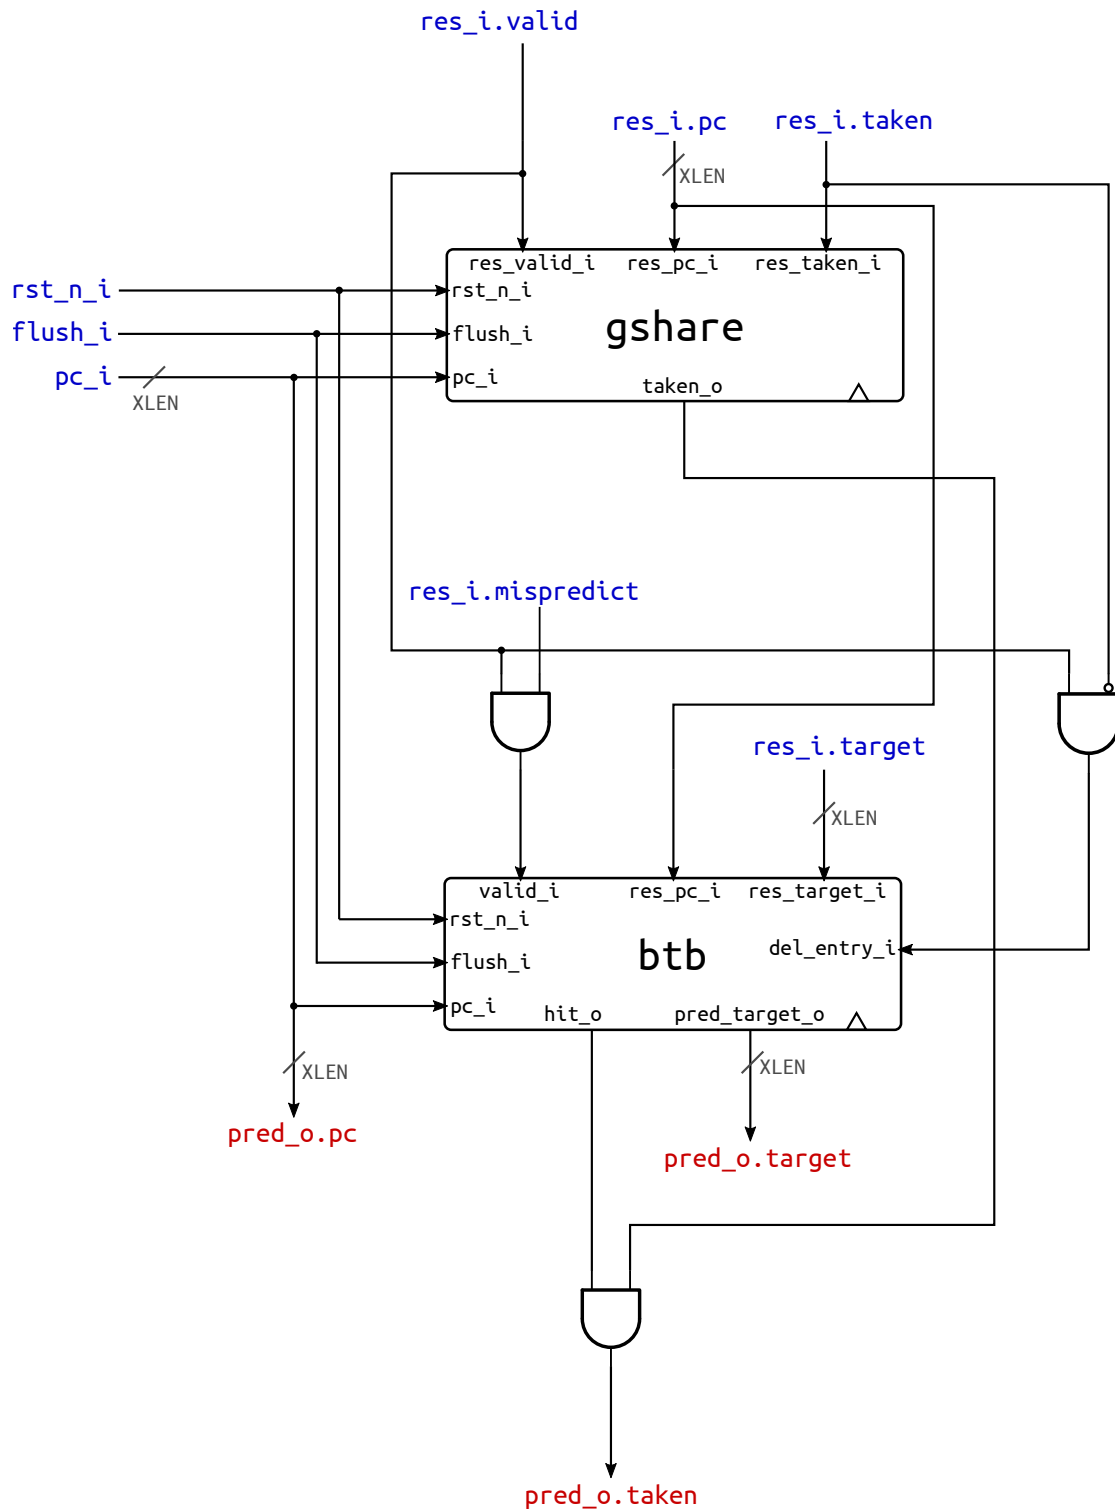 res_i.valid
res_i.pc
res_i.taken
XLEN
res_valid_i
res_pc_i
res_taken_i
rst_n_i
rst_n_i
gshare
flush_i
flush_i
pc_i
pc_i
taken_o
XLEN
res_i.mispredict
res_i.target
XLEN
valid_i
res_pc_i
res_target_i
rst_n_i
btb
del_entry_i
flush_i
pc_i
hit_o
pred_target_o
XLEN
XLEN
pred_o.pc
pred_o.target
pred_o.taken